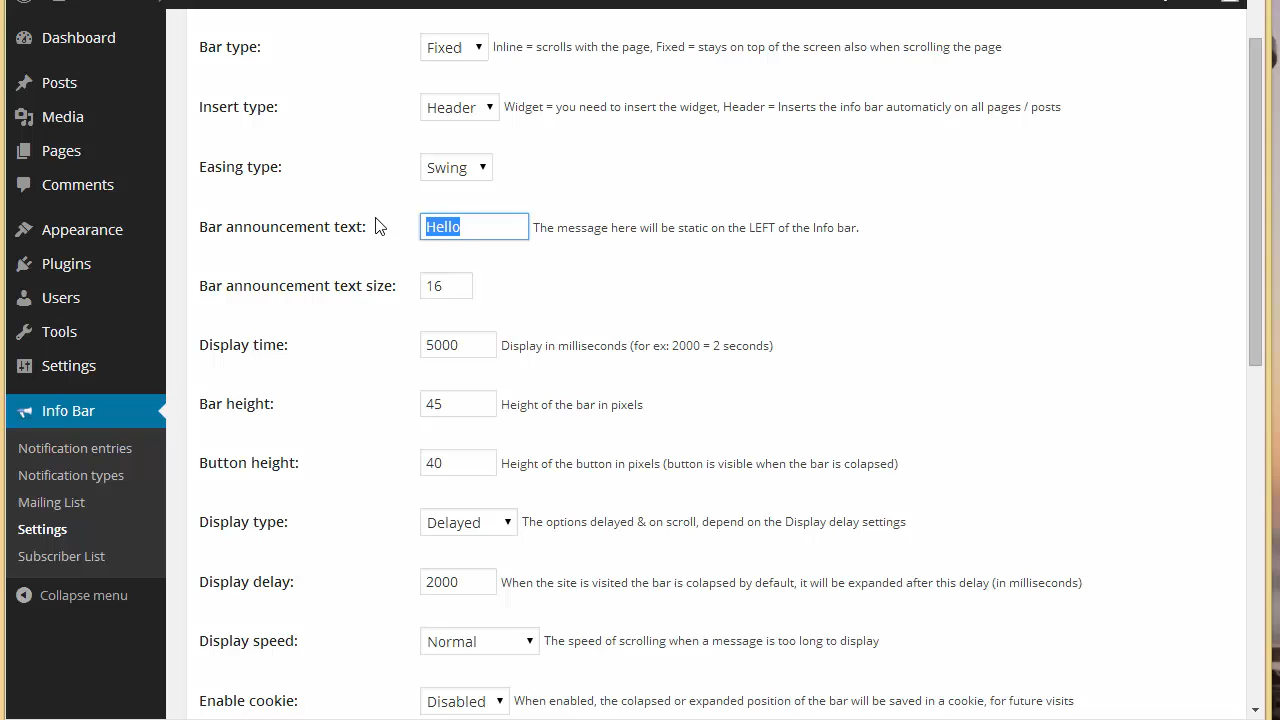 Dashboard
Posts
Media
Pages
Comments
Appearance
Plugins
Users
Tools
Settings
Info Bar
Notification entries
Notification types
Mailing List
Settings
Subscriber List
Collapse menu
Bar type: Fixed Inline = scrolls with the page, Fixed = stays on top of the screen also when scrolling the page
Insert type: Header Widget = you need to insert the widget, Header = Inserts the info bar automaticly on all pages / posts
Easing type: Swing
Bar announcement text: Hello The message here will be static on the LEFT of the Info bar.
Bar announcement text size: 16
Display time: 5000 Display in milliseconds (for ex: 2000 = 2 seconds)
Bar height: 45 Height of the bar in pixels
Button height: 40 Height of the button in pixels (button is visible when the bar is colapsed)
Display type: Delayed The options delayed & on scroll, depend on the Display delay settings
Display delay: 2000 When the site is visited the bar is colapsed by default, it will be expanded after this delay (in milliseconds)
Display speed: Normal The speed of scrolling when a message is too long to display
Enable cookie: Disabled When enabled, the colapsed or expanded position of the bar will be saved in a cookie, for future visits